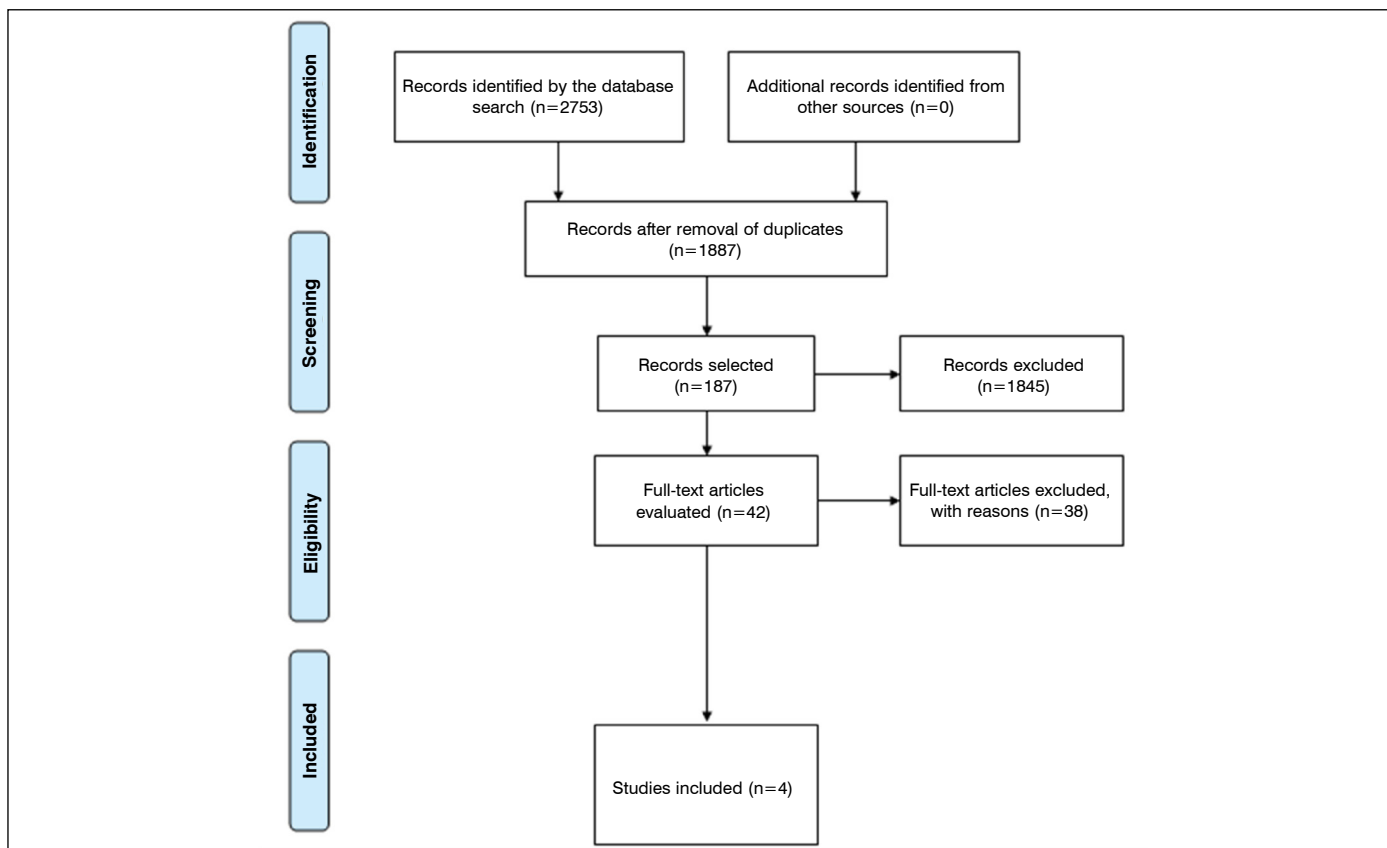 Identification
Records identified by the database
search (n=2753)
Additional records identified from
other sources (n=0)
Records after removal of duplicates
(n=1887)
Screening
Records selected
(n=187)
Records excluded
(n=1845)
Eligibility
Full-text articles
evaluated (n=42)
Full-text articles excluded,
with reasons (n=38)
Included
Studies included (n=4)